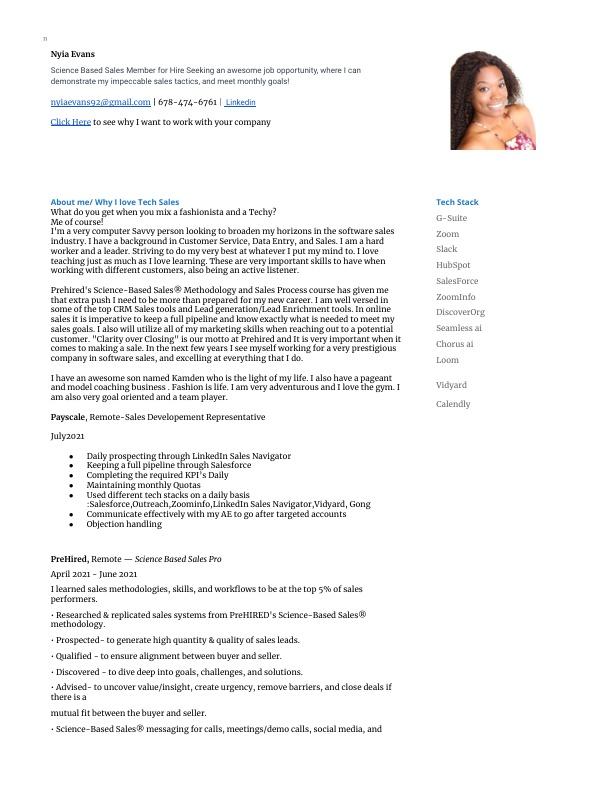 Nyia Evans
Science Based Sales Member for Hire Seeking an awesome job opportunity, where I can
demonstrate my impeccable sales tactics, and meet monthly goals!
nyiaevans92@gmail.com | 678-474-6761 | Linkedin
Click Here to see why I want to work with your company
About me/ Why I love Tech Sales
What do you get when you mix a fashionista and a Techy?
Me of course!
I'm a very computer Savvy person looking to broaden my horizons in the software sales
industry. I have a background in Customer Service, Data Entry, and Sales. I am a hard
worker and a leader. Striving to do my very best at whatever I put my mind to. I love
teaching just as much as I love learning. These are very important skills to have when
working with different customers, also being an active listener.
Prehired's Science-Based Sales® Methodology and Sales Process course has given me
that extra push I need to be more than prepared for my new career. I am well versed in
some of the top CRM Sales tools and Lead generation/Lead Enrichment tools. In online
sales it is imperative to keep a full pipeline and know exactly what is needed to meet my
sales goals. I also will utilize all of my marketing skills when reaching out to a potential
customer. "Clarity over Closing" is our motto at Prehired and It is very important when it
comes to making a sale. In the next few years I see myself working for a very prestigious
company in software sales, and excelling at everything that I do.
I have an awesome son named Kamden who is the light of my life. I also have a pageant
and model coaching business . Fashion is life. I am very adventurous and I love the gym. I
am also very goal oriented and a team player.
Payscale, Remote-Sales Developement Representative
July2021
● Daily prospecting through LinkedIn Sales Navigator
● Keeping a full pipeline through Salesforce
● Completing the required KPI's Daily
● Maintaining monthly Quotas
● Used different tech stacks on a daily basis
:Salesforce,Outreach,Zoominfo,LinkedIn Sales Navigator,Vidyard, Gong
● Communicate effectively with my AE to go after targeted accounts
● Objection handling
PreHired, Remote — Science Based Sales Pro
April 2021 - June 2021
I learned sales methodologies, skills, and workflows to be at the top 5% of sales
performers.
• Researched & replicated sales systems from PreHIRED's Science-Based Sales®
methodology.
• Prospected- to generate high quantity & quality of sales leads.
• Qualified - to ensure alignment between buyer and seller.
• Discovered - to dive deep into goals, challenges, and solutions.
• Advised- to uncover value/insight, create urgency, remove barriers, and close deals if
there is a
mutual fit between the buyer and seller.
• Science-Based Sales® messaging for calls, meetings/demo calls, social media, and
Tech Stack
G-Suite
Zoom
Slack
HubSpot
SalesForce
ZoomInfo
DiscoverOrg
Seamless ai
Chorus ai
Loom
Vidyard
Calendly